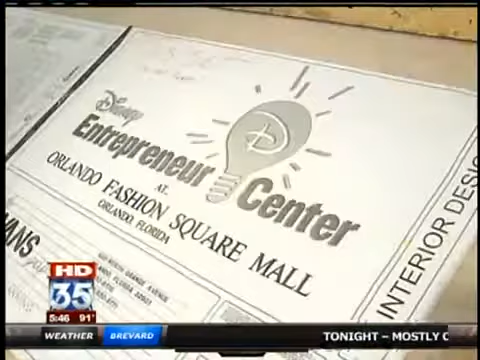 Disney
Entrepreneur
Center
AT
ORLANDO FASHION SQUARE MALL
ORLANDO, FLORIDA
INTERIOR DESI
VANS
HD
35
5:46 91°
WEATHER BREVARD TONIGHT – MOSTLY C